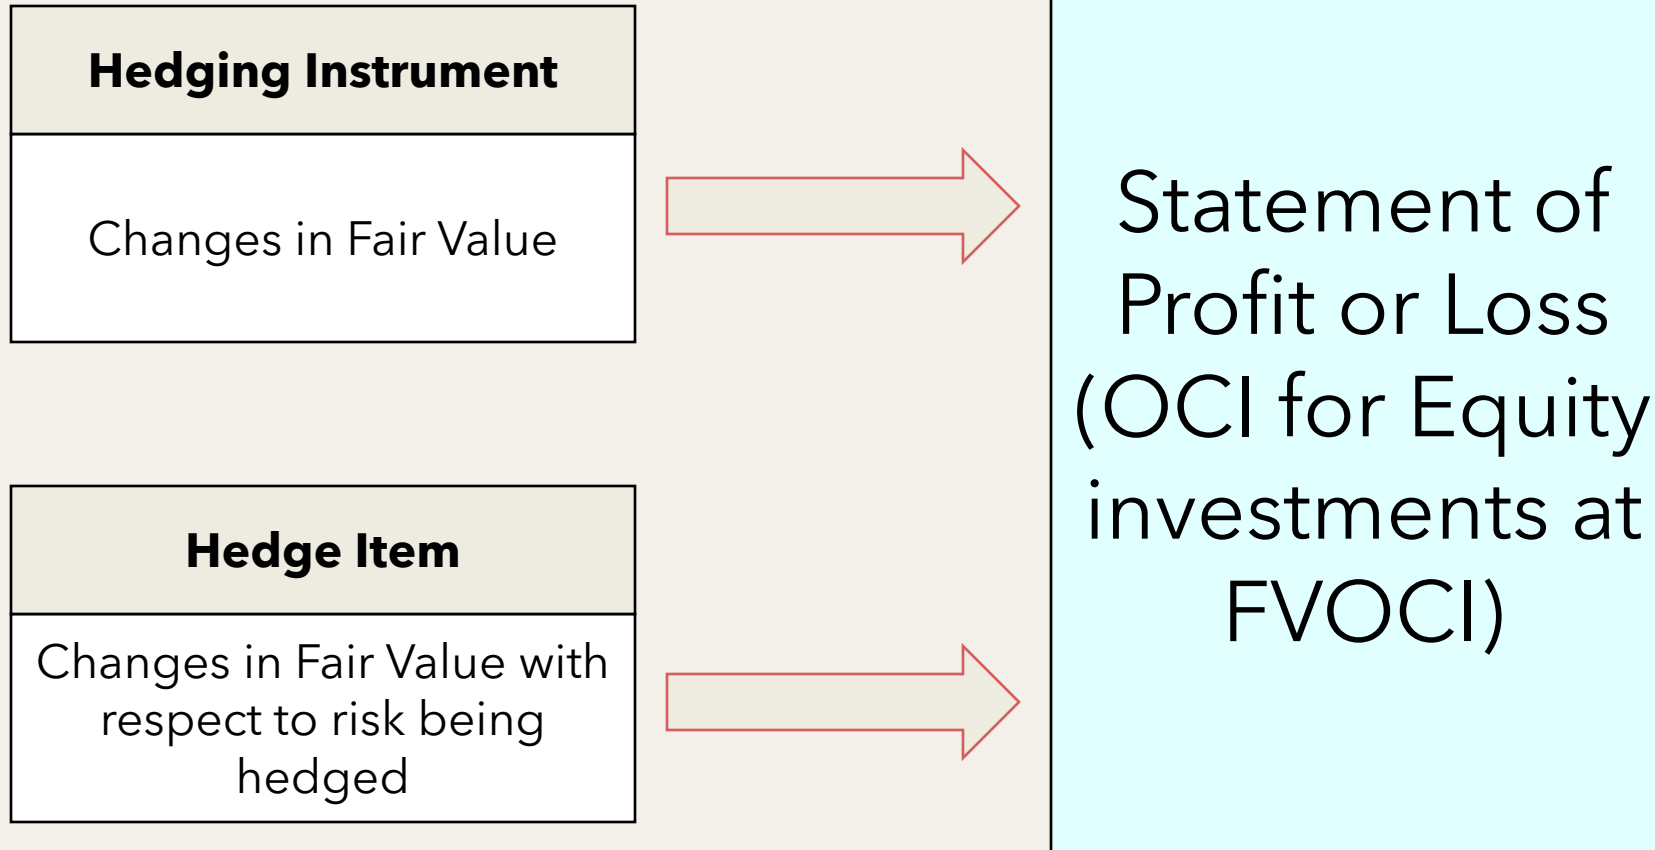 Hedging Instrument
Changes in Fair Value
Hedge Item
Changes in Fair Value with
respect to risk being
hedged
Statement of
Profit or Loss
(OCI for Equity
investments at
FVOCI)